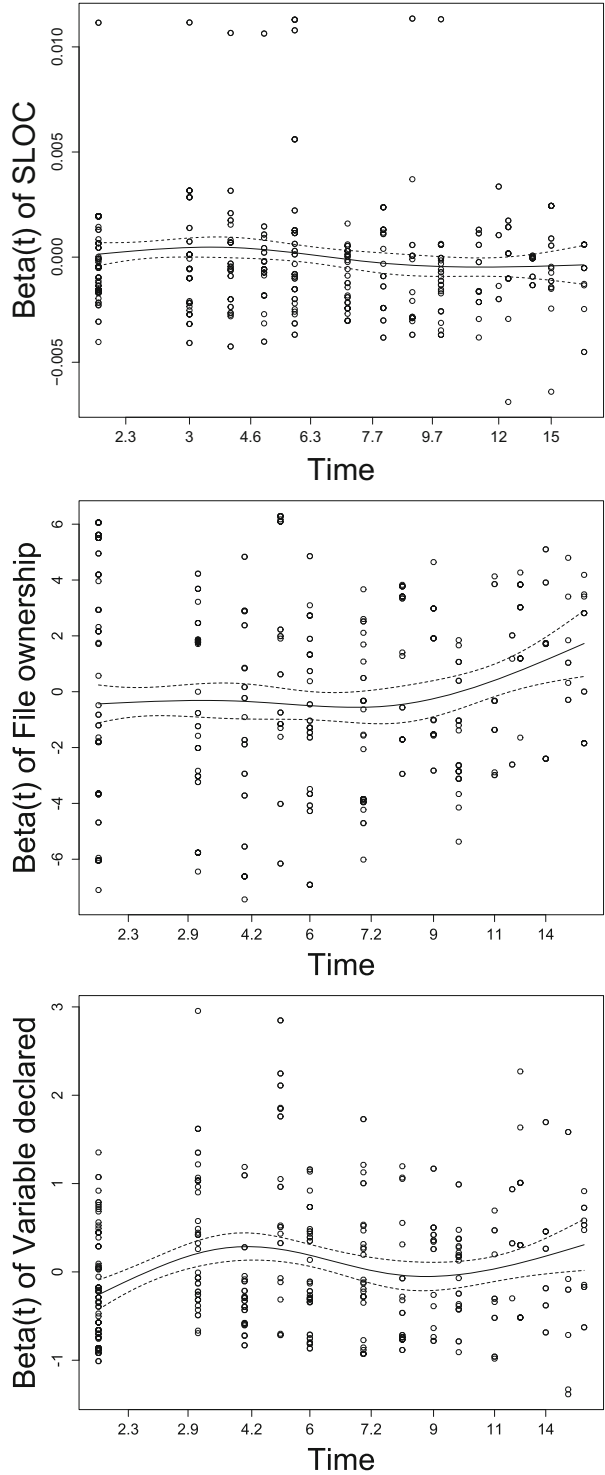 Beta(t) of SLOC
0.010
0.005
0.000
−0.005
2.3 3 4.6 6.3 7.7 9.7 12 15
Time
Beta(t) of File ownership
6
4
2
0
-2
-4
-6
2.3 2.9 4.2 6 7.2 9 11 14
Time
Beta(t) of Variable declared
3
2
1
0
-1
2.3 2.9 4.2 6 7.2 9 11 14
Time